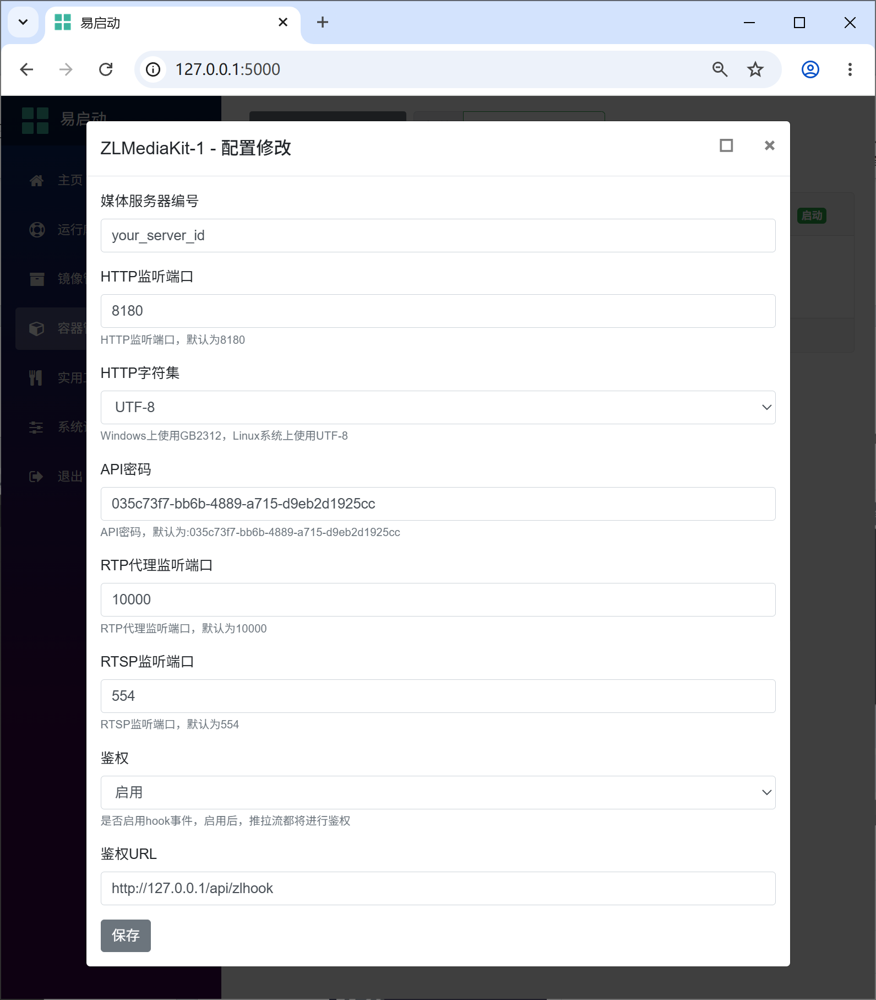 易启动
127.0.0.1:5000
易启动
主页
运行
镜像
容器
实用
系统
退出
启动
ZLMediaKit-1 - 配置修改
媒体服务器编号
your_server_id
HTTP监听端口
8180
HTTP监听端口，默认为8180
HTTP字符集
UTF-8
Windows上使用GB2312，Linux系统上使用UTF-8
API密码
035c73f7-bb6b-4889-a715-d9eb2d1925cc
API密码，默认为:035c73f7-bb6b-4889-a715-d9eb2d1925cc
RTP代理监听端口
10000
RTP代理监听端口，默认为10000
RTSP监听端口
554
RTSP监听端口，默认为554
鉴权
启用
是否启用hook事件，启用后，推拉流都将进行鉴权
鉴权URL
http://127.0.0.1/api/zlhook
保存